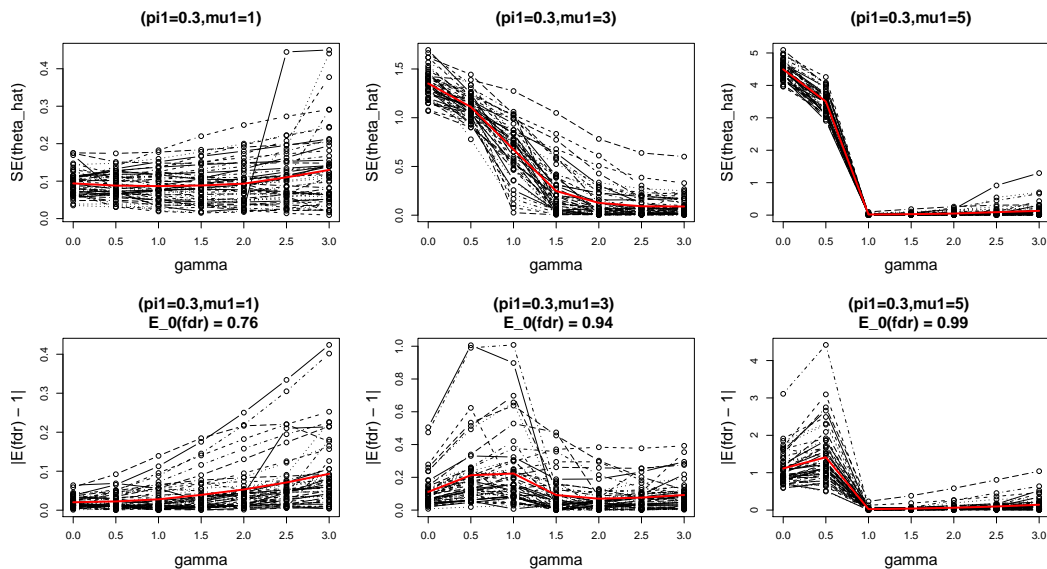 (pi1=0.3,mu1=1)
SE(theta_hat)
0.0 0.1 0.2 0.3 0.4
0.0 0.5 1.0 1.5 2.0 2.5 3.0
gamma
(pi1=0.3,mu1=3)
SE(theta_hat)
0.0 0.5 1.0 1.5
0.0 0.5 1.0 1.5 2.0 2.5 3.0
gamma
(pi1=0.3,mu1=5)
SE(theta_hat)
0 1 2 3 4 5
0.0 0.5 1.0 1.5 2.0 2.5 3.0
gamma
(pi1=0.3,mu1=1)
E_0(fdr) = 0.76
|E(fdr) − 1|
0.0 0.1 0.2 0.3 0.4
0.0 0.5 1.0 1.5 2.0 2.5 3.0
gamma
(pi1=0.3,mu1=3)
E_0(fdr) = 0.94
|E(fdr) − 1|
0.0 0.2 0.4 0.6 0.8 1.0
0.0 0.5 1.0 1.5 2.0 2.5 3.0
gamma
(pi1=0.3,mu1=5)
E_0(fdr) = 0.99
|E(fdr) − 1|
0 1 2 3 4
0.0 0.5 1.0 1.5 2.0 2.5 3.0
gamma